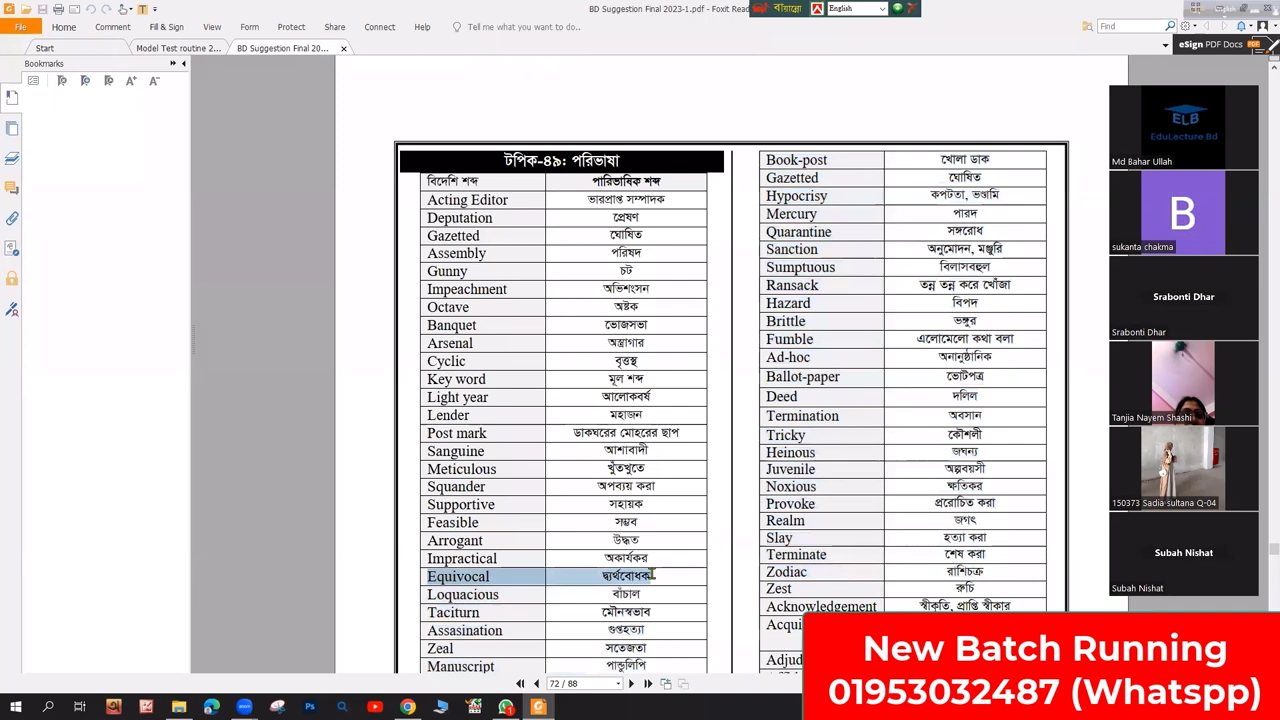 BD Suggestion Final 2023-1.pdf - Foxit Read
বায়ান্নো
English
File
Home
Comment
Fill & Sign
View
Form
Protect
Share
Connect
Help
Tell me what you want to do...
Find
Start
Model Test routine 2...
BD Suggestion Final 20...
eSign PDF Docs
Bookmarks
টপিক-৪৯: পরিভাষা
বিদেশি শব্দ পারিভাষিক শব্দ
Acting Editor ভারপ্রাপ্ত সম্পাদক
Deputation প্রেষণ
Gazetted ঘোষিত
Assembly পরিষদ
Gunny চট
Impeachment অভিশংসন
Octave অষ্টক
Banquet ভোজসভা
Arsenal অস্ত্রাগার
Cyclic বৃত্তস্থ
Key word মূল শব্দ
Light year আলোকবর্ষ
Lender মহাজন
Post mark ডাকঘরের মোহরের ছাপ
Sanguine আশাবাদী
Meticulous খুঁতখুতে
Squander অপব্যয় করা
Supportive সহায়ক
Feasible সম্ভব
Arrogant উদ্ধত
Impractical অকার্যকর
Equivocal দ্ব্যর্থবোধক
Loquacious বাঁচাল
Taciturn মৌনস্বভাব
Assasination গুপ্তহত্যা
Zeal সতেজতা
Manuscript পান্ডুলিপি
Book-post খোলা ডাক
Gazetted ঘোষিত
Hypocrisy কপটতা, ভণ্ডামি
Mercury পারদ
Quarantine সঙ্গরোধ
Sanction অনুমোদন, মঞ্জুরি
Sumptuous বিলাসবহুল
Ransack তন্ন তন্ন করে খোঁজা
Hazard বিপদ
Brittle ভঙ্গুর
Fumble এলোমেলো কথা বলা
Ad-hoc অনানুষ্ঠানিক
Ballot-paper ভোটপত্র
Deed দলিল
Termination অবসান
Tricky কৌশলী
Heinous জঘন্য
Juvenile অল্পবয়সী
Noxious ক্ষতিকর
Provoke প্ররোচিত করা
Realm জগৎ
Slay হত্যা করা
Terminate শেষ করা
Zodiac রাশিচক্র
Zest রুচি
Acknowledgement স্বীকৃতি, প্রাপ্তি স্বীকার
Acqui
Adjud
ELB
EduLecture Bd
Md Bahar Ullah
B
sukanta chakma
Srabonti Dhar
Srabonti Dhar
Tanjia Nayem Shashi
150373 Sadia sultana Q-04
Subah Nishat
Subah Nishat
New Batch Running
01953032487 (Whatspp)
72 / 88